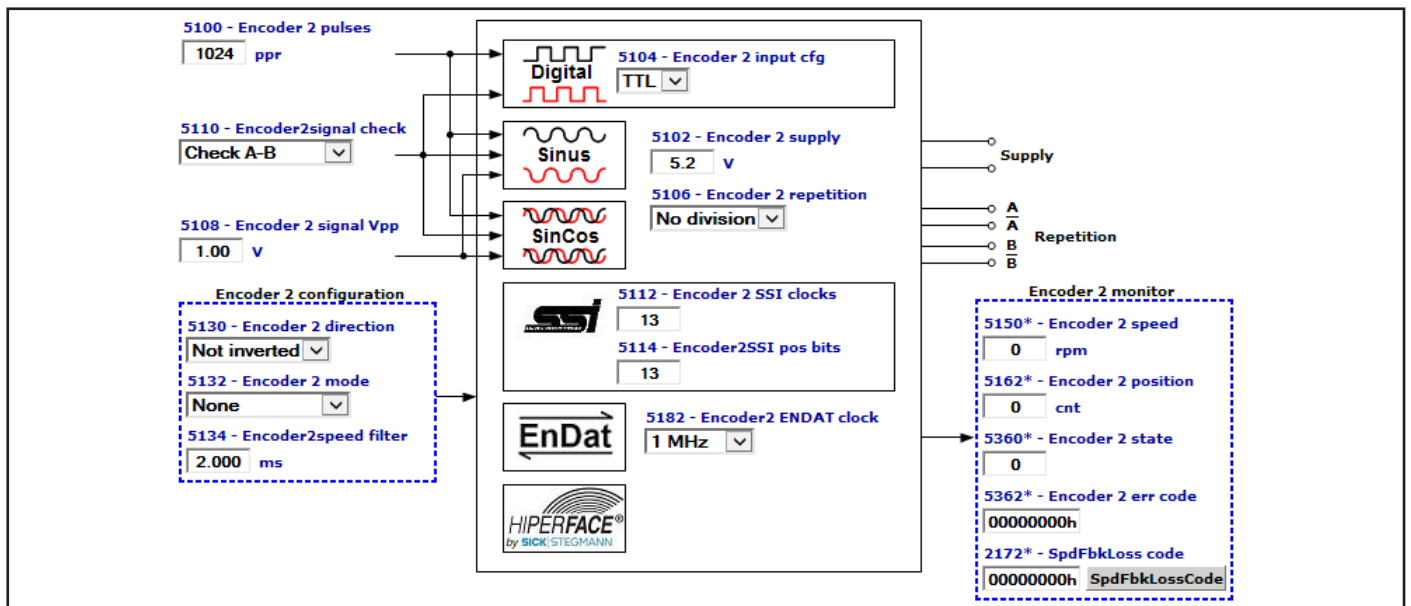 5100 - Encoder 2 pulses
1024 ppr
5110 - Encoder2signal check
Check A-B
5108 - Encoder 2 signal Vpp
1.00 V
Encoder 2 configuration
5130 - Encoder 2 direction
Not inverted
5132 - Encoder 2 mode
None
5134 - Encoder2speed filter
2.000 ms
Digital
5104 - Encoder 2 input cfg
TTL
Sinus
5102 - Encoder 2 supply
5.2 V
5106 - Encoder 2 repetition
No division
SinCos
SSI
5112 - Encoder 2 SSI clocks
13
5114 - Encoder2SSI pos bits
13
EnDat
5182 - Encoder2 ENDAT clock
1 MHz
HIPERFACE®
by SICK STEGMANN
Supply
A
A
B
B
Repetition
Encoder 2 monitor
5150* - Encoder 2 speed
0 rpm
5162* - Encoder 2 position
0 cnt
5360* - Encoder 2 state
0
5362* - Encoder 2 err code
00000000h
2172* - SpdFbkLoss code
00000000h SpdFbkLossCode